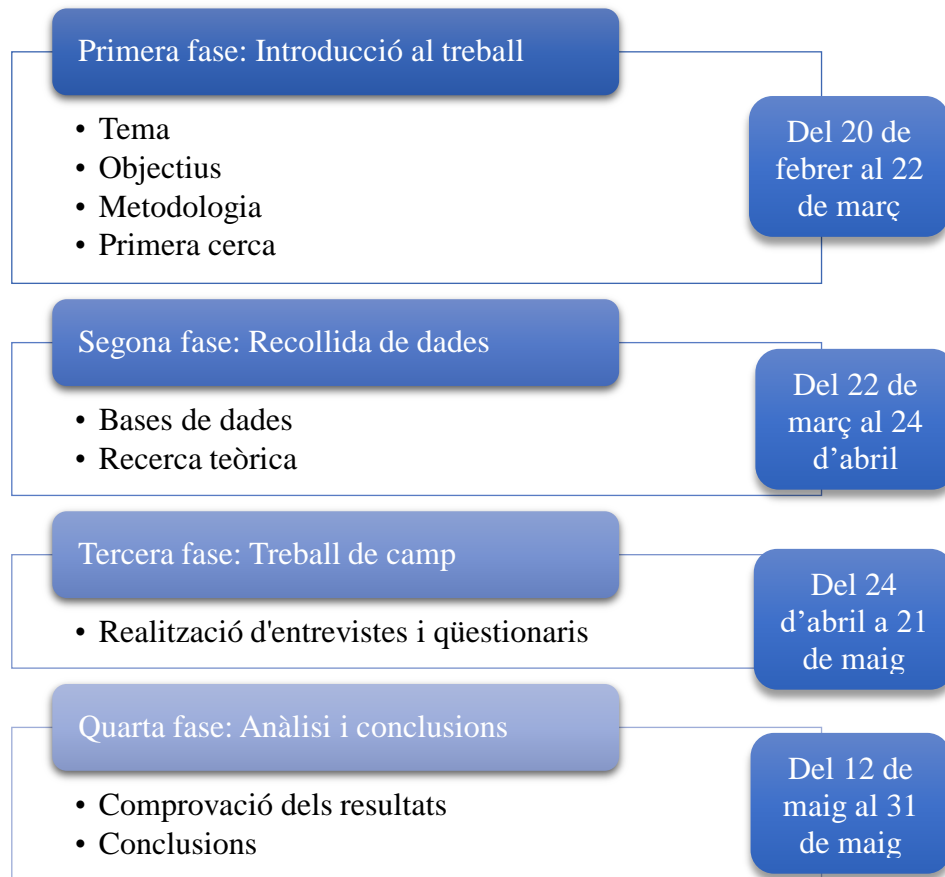 Primera fase: Introducció al treball
• Tema
• Objectius
• Metodologia
• Primera cerca
Del 20 de
febrer al 22
de març
Segona fase: Recollida de dades
• Bases de dades
• Recerca teòrica
Del 22 de
març al 24
d’abril
Tercera fase: Treball de camp
• Realització d'entrevistes i qüestionaris
Del 24
d’abril a 21
de maig
Quarta fase: Anàlisi i conclusions
• Comprovació dels resultats
• Conclusions
Del 12 de
maig al 31
de maig